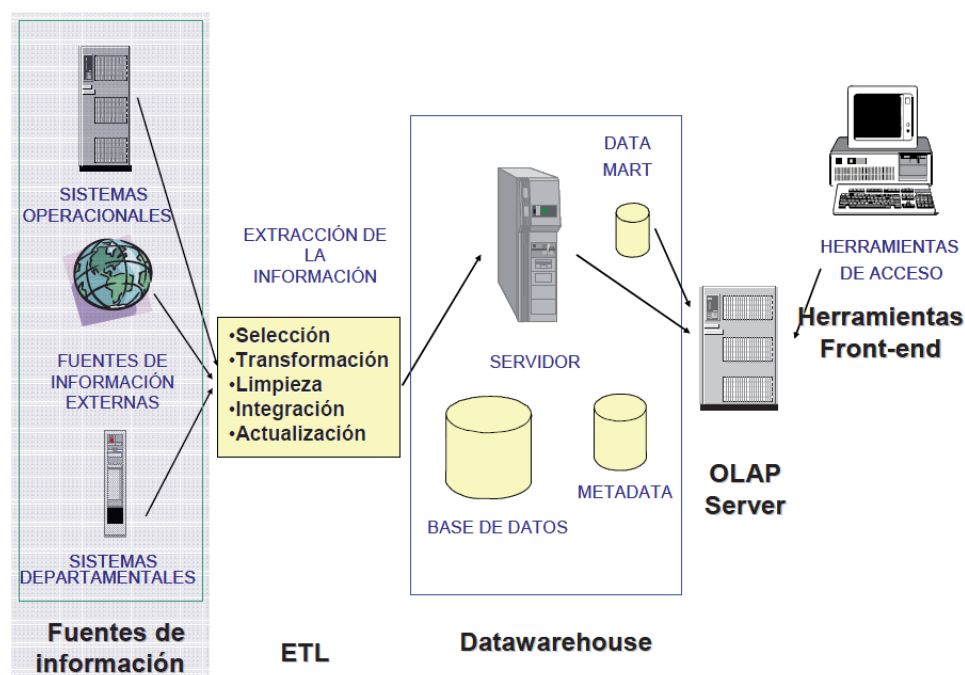 SISTEMAS
OPERACIONALES
FUENTES DE
INFORMACIÓN
EXTERNAS
SISTEMAS
DEPARTAMENTALES
Fuentes de
información
EXTRACCIÓN DE
LA
INFORMACIÓN
•Selección
•Transformación
•Limpieza
•Integración
•Actualización
ETL
DATA
MART
SERVIDOR
BASE DE DATOS
METADATA
Datawarehouse
OLAP
Server
HERRAMIENTAS
DE ACCESO
Herramientas
Front-end